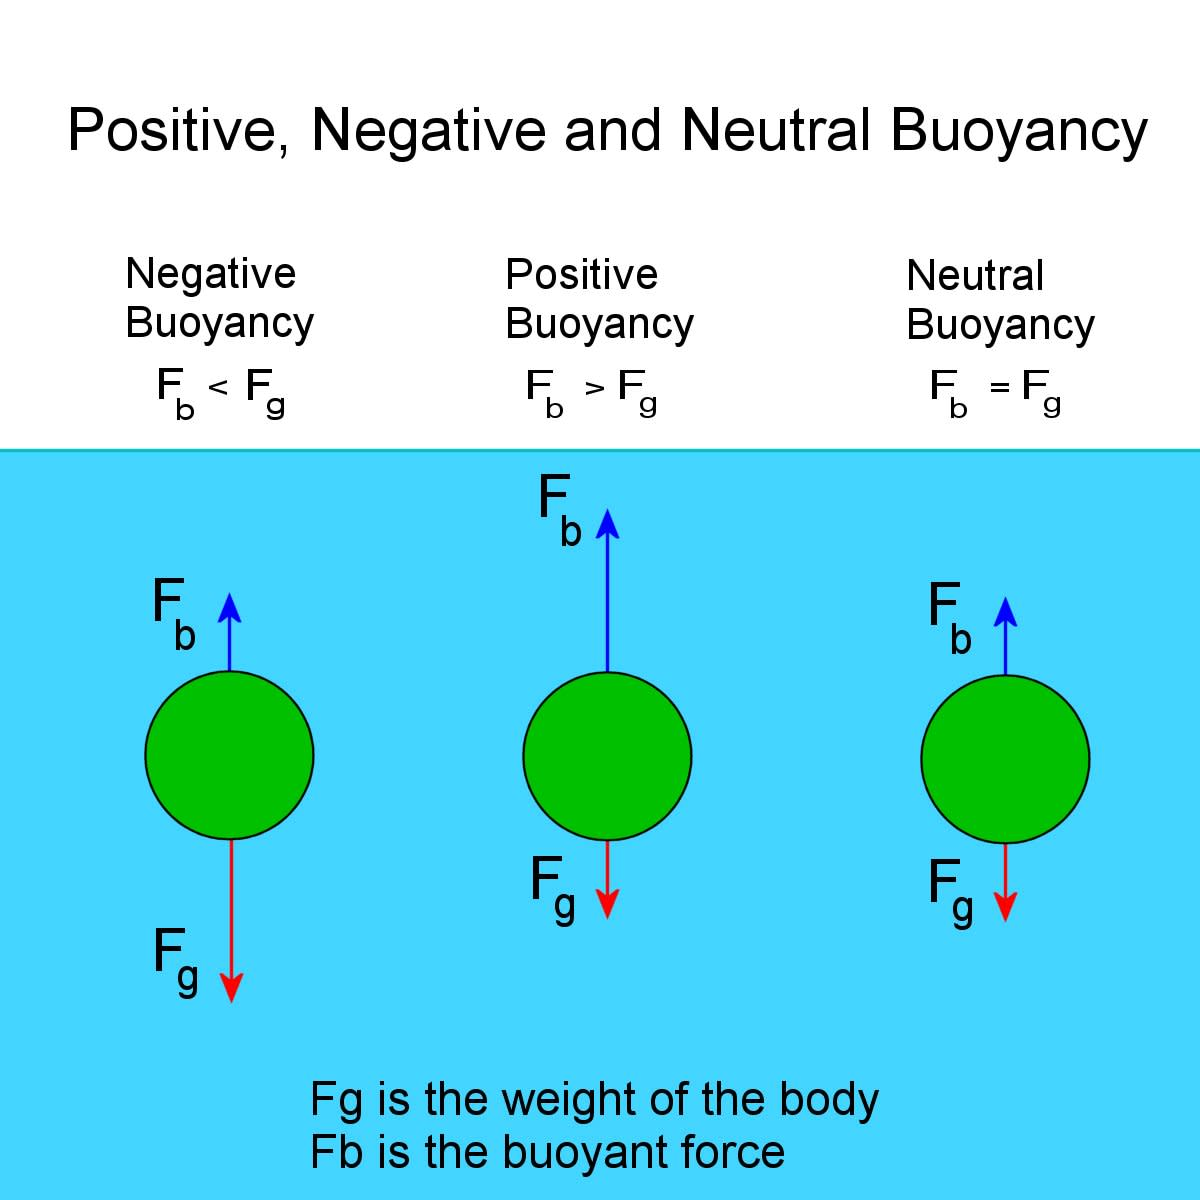 Positive, Negative and Neutral Buoyancy
Negative
Buoyancy
Fb < Fg
Positive
Buoyancy
Fb > Fg
Neutral
Buoyancy
Fb = Fg
Fb
Fg
Fb
Fg
Fb
Fg
Fg is the weight of the body
Fb is the buoyant force